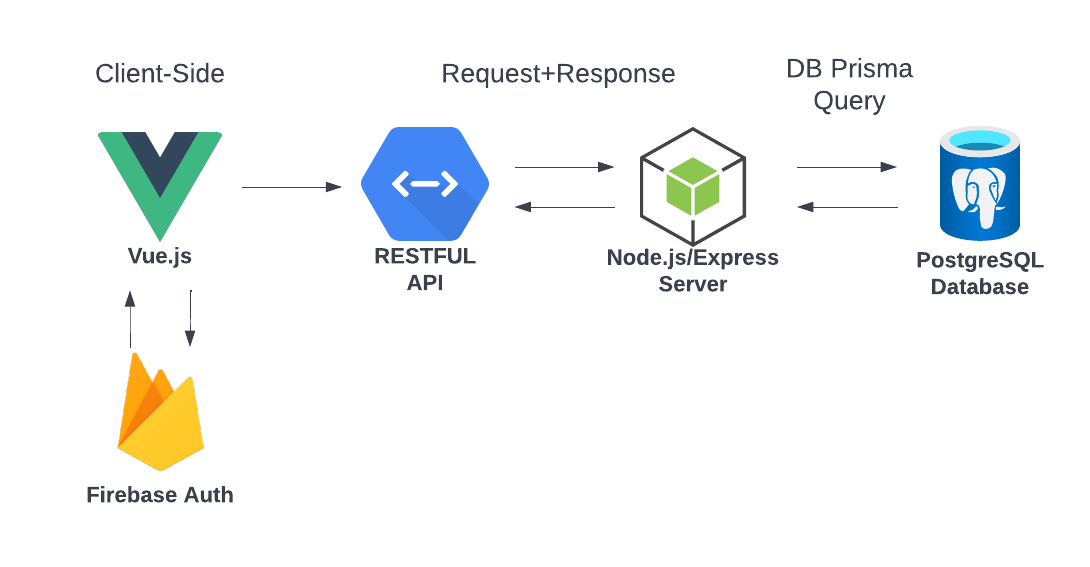 Client-Side
Request+Response
DB Prisma
Query
Vue.js
RESTFUL
API
Node.js/Express
Server
PostgreSQL
Database
Firebase Auth